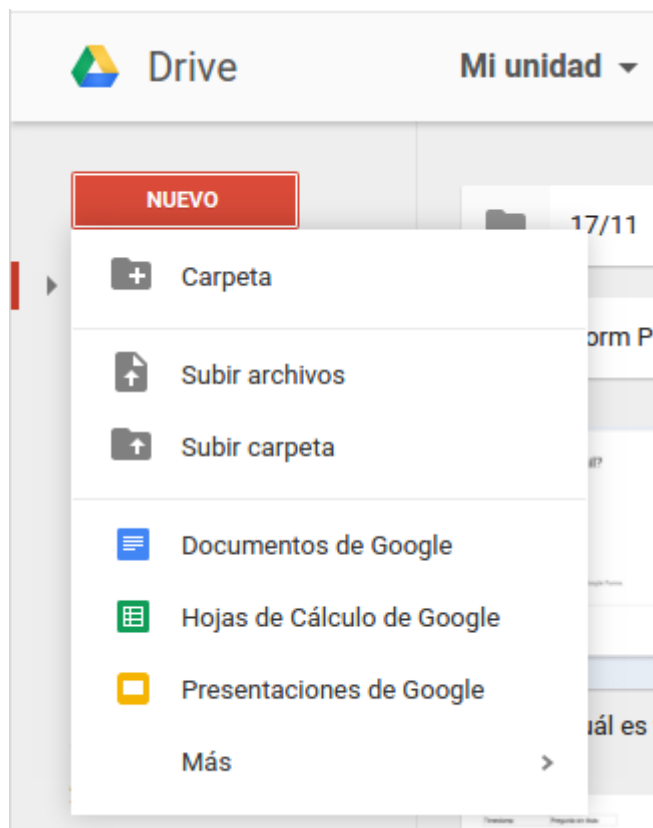 Drive
Mi unidad
NUEVO
17/11
Carpeta
orm P
Subir archivos
Subir carpeta
Documentos de Google
Hojas de Cálculo de Google
Presentaciones de Google
uál es
Más